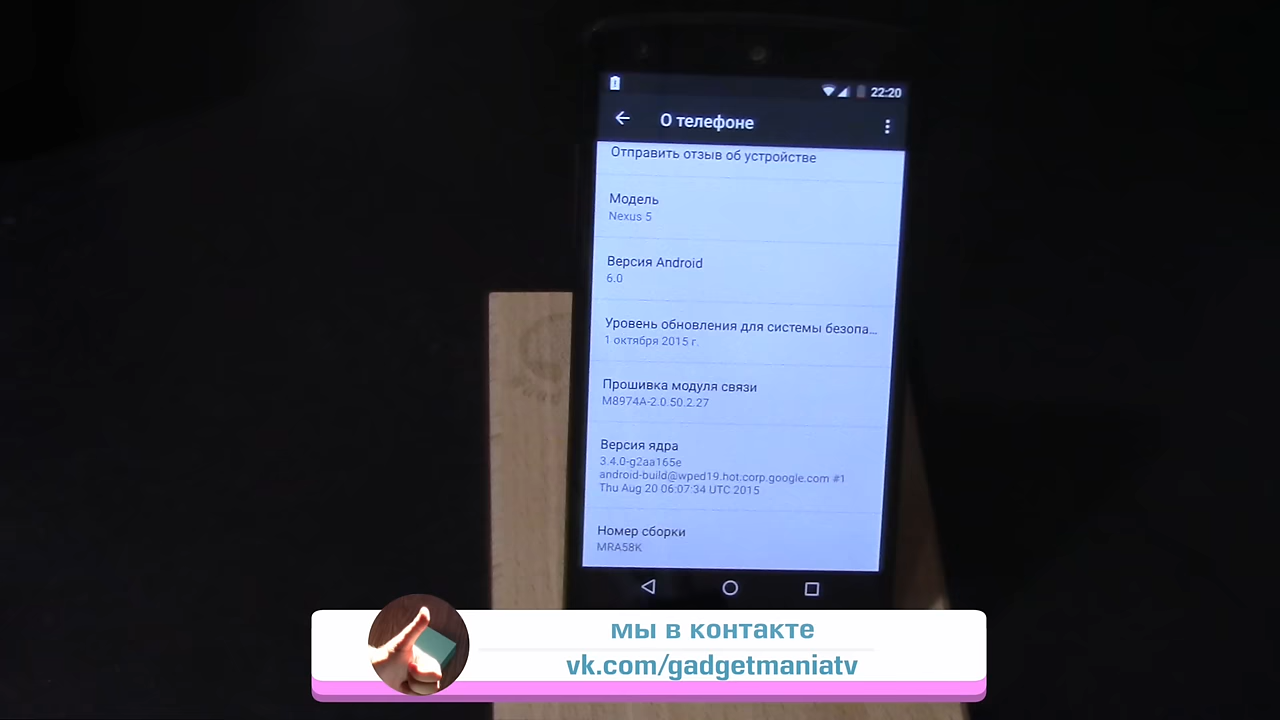 22:20
О телефоне
Отправить отзыв об устройстве
Модель
Nexus 5
Версия Android
6.0
Уровень обновления для системы безопа...
1 октября 2015 г.
Прошивка модуля связи
M8974A-2.0.50.2.27
Версия ядра
3.4.0-g2aa165e
android-build@wped19.hot.corp.google.com #1
Thu Aug 20 06:07:34 UTC 2015
Номер сборки
MRA58K
мы в контакте
vk.com/gadgetmaniatv